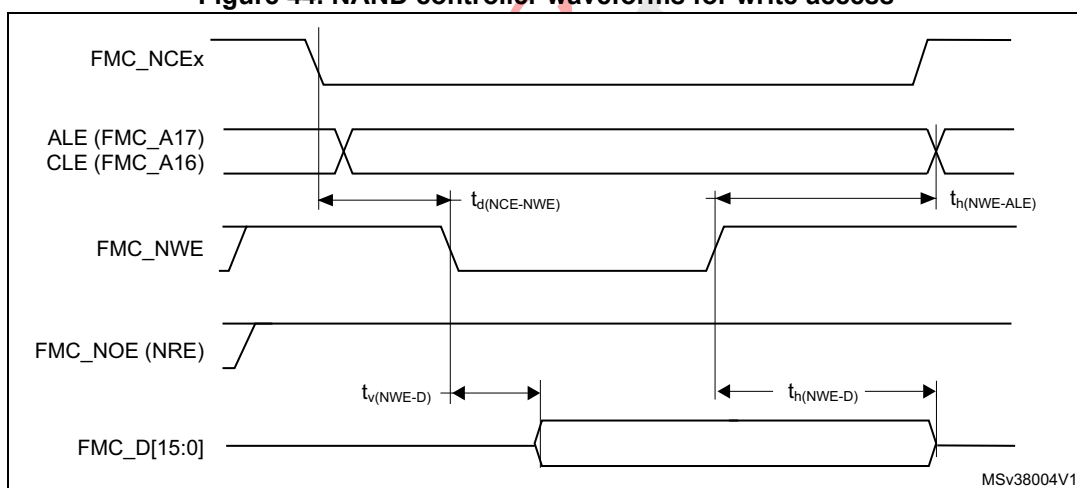 Figure 44. NAND controller waveforms for write access
FMC_NCEx
ALE (FMC_A17)
CLE (FMC_A16)
td(NCE-NWE)
th(NWE-ALE)
FMC_NWE
FMC_NOE (NRE)
tv(NWE-D)
th(NWE-D)
FMC_D[15:0]
MSv38004V1